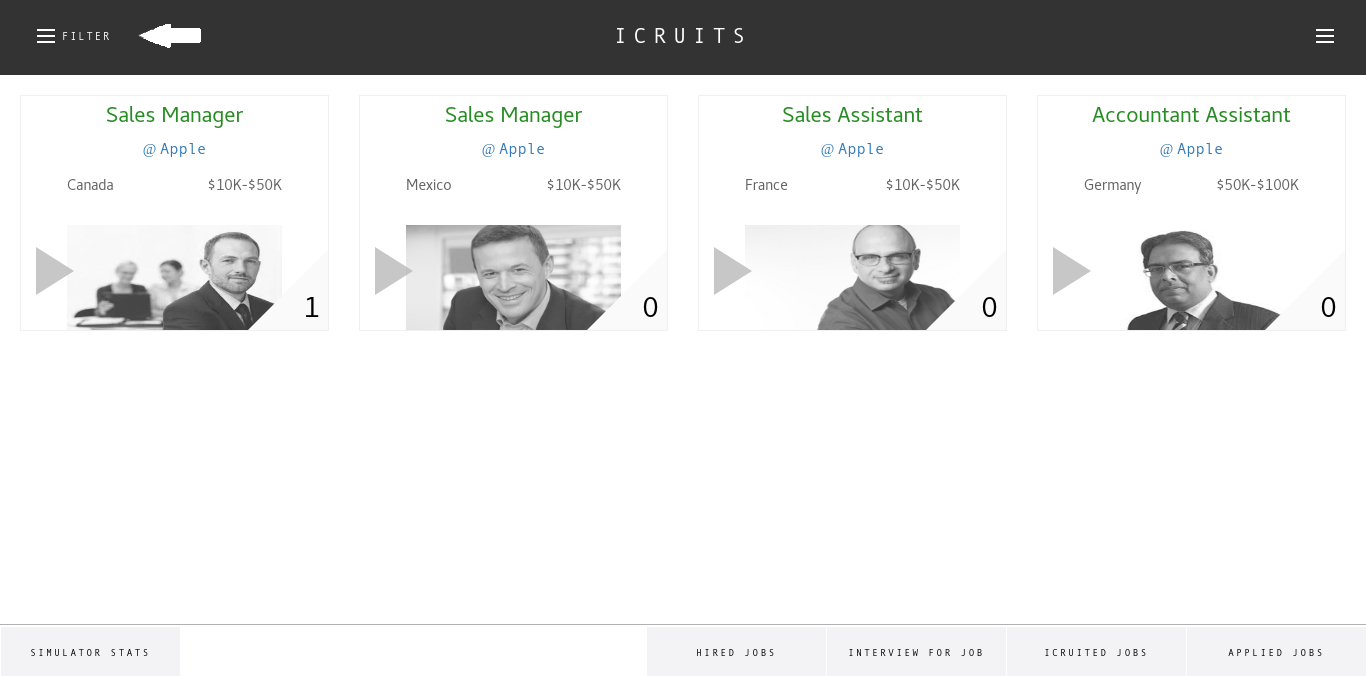 FILTER
ICRUITS
Sales Manager
@ Apple
Canada $10K-$50K
1
Sales Manager
@ Apple
Mexico $10K-$50K
0
Sales Assistant
@ Apple
France $10K-$50K
0
Accountant Assistant
@ Apple
Germany $50K-$100K
0
SIMULATOR STATS
HIRED JOBS
INTERVIEW FOR JOB
ICRUITED JOBS
APPLIED JOBS